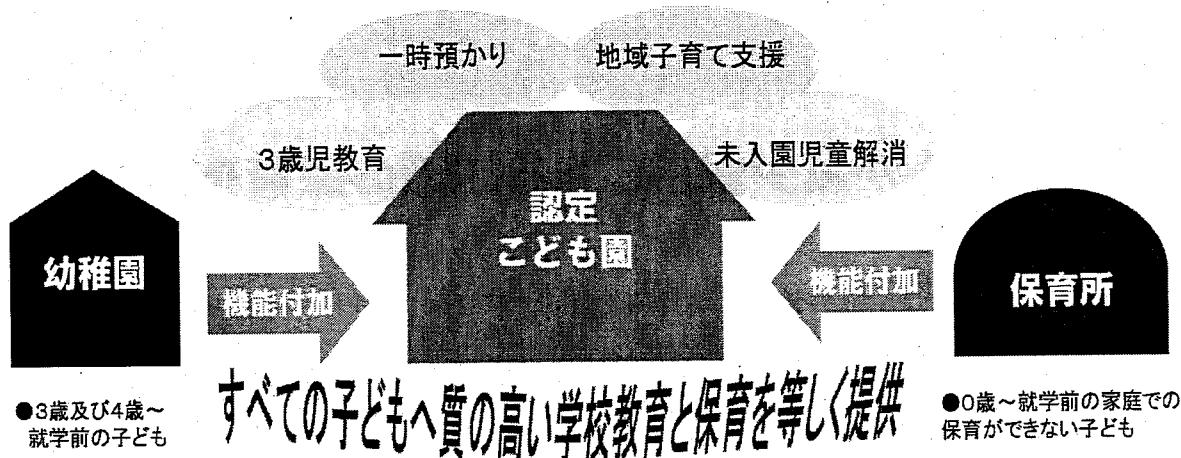 一時預かり
地域子育て支援
3歳児教育
未入園児童解消
認定
こども園
幼稚園
機能付加
機能付加
保育所
すべての子どもへ質の高い学校教育と保育を等しく提供
●3歳及び4歳～
就学前の子ども
●0歳～就学前の家庭での
保育ができない子ども